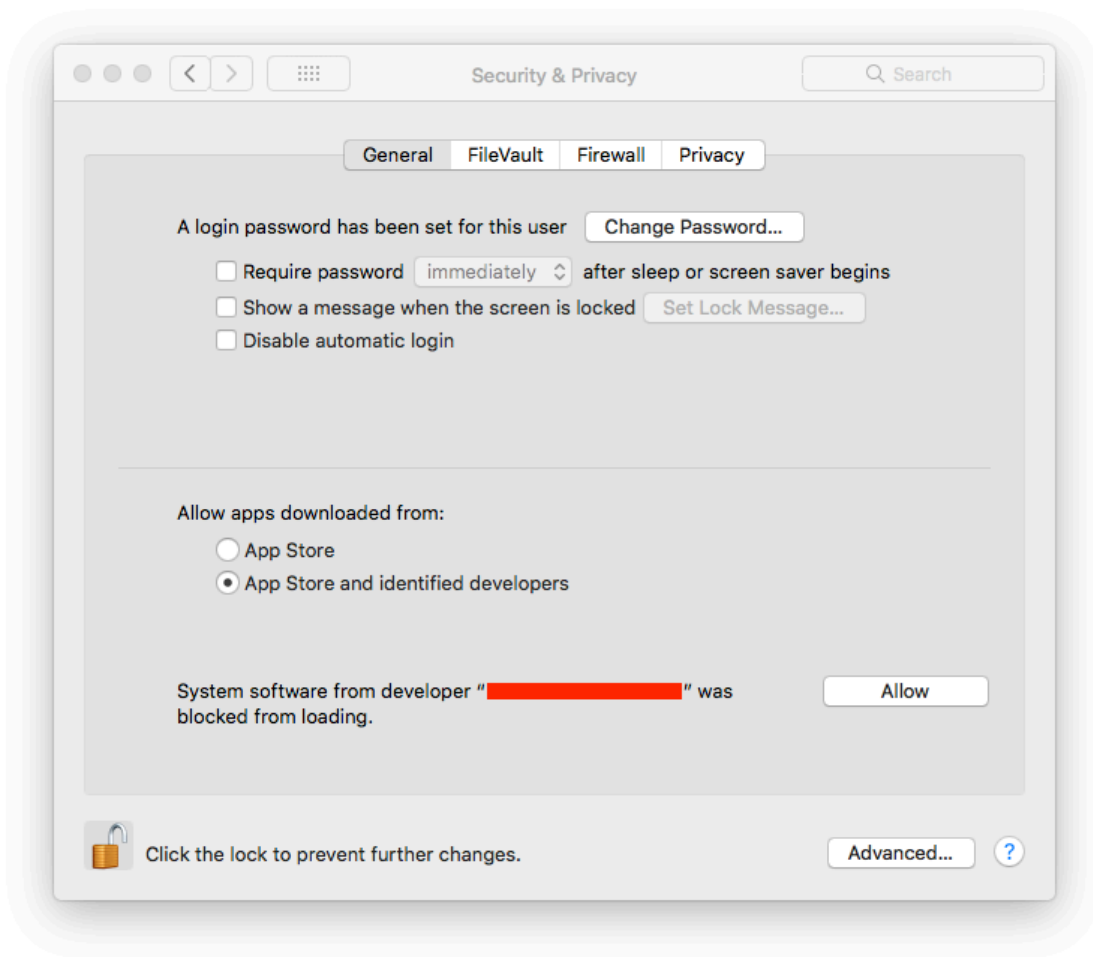 Security & Privacy
Search
General FileVault Firewall Privacy
A login password has been set for this user Change Password...
Require password immediately after sleep or screen saver begins
Show a message when the screen is locked Set Lock Message...
Disable automatic login
Allow apps downloaded from:
App Store
App Store and identified developers
System software from developer “ ” was
blocked from loading.
Allow
Click the lock to prevent further changes.
Advanced...
?